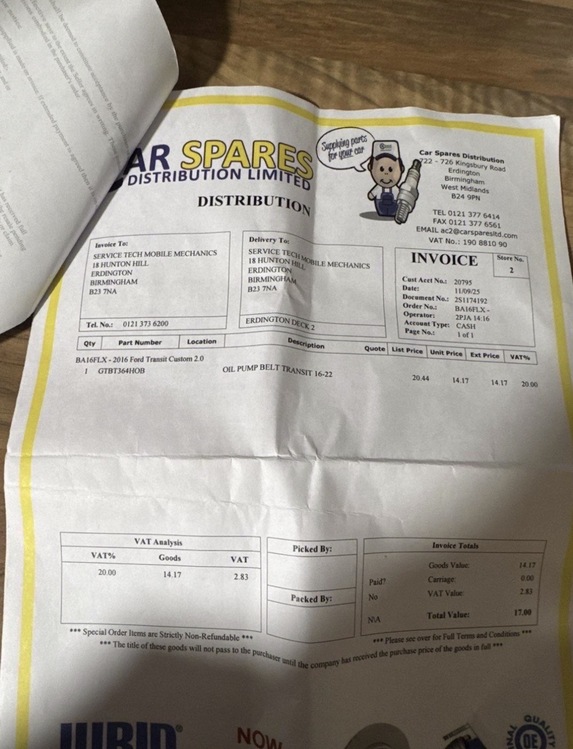 CAR SPARES
DISTRIBUTION LIMITED
DISTRIBUTION
Supplying parts
for your car
Car Spares Distribution
722 - 726 Kingsbury Road
Erdington
Birmingham
West Midlands
B24 9PN
TEL 0121 377 6414
FAX 0121 377 6561
EMAIL ac2@carsparesltd.com
VAT No.: 190 8810 90
Invoice To:
SERVICE TECH MOBILE MECHANICS
18 HUNTON HILL
ERDINGTON
BIRMINGHAM
B23 7NA
Tel. No.: 0121 373 6200
Delivery To:
SERVICE TECH MOBILE MECHANICS
18 HUNTON HILL
ERDINGTON
BIRMINGHAM
B23 7NA
ERDINGTON DECK 2
INVOICE
Store No.
2
Cust Acct No.: 20795
Date: 11/09/25
Document No.: 2S1174192
Order No.: BA16FLX -
Operator: 2PJA 14:16
Account Type: CASH
Page No.: 1 of 1
Qty Part Number Location Description Quote List Price Unit Price Ext Price VAT%
BA16FLX - 2016 Ford Transit Custom 2.0
1 GTBT364HOB OIL PUMP BELT TRANSIT 16-22 20.44 14.17 14.17 20.00
VAT Analysis
VAT% Goods VAT
20.00 14.17 2.83
Picked By:
Packed By:
Invoice Totals
Goods Value: 14.17
Paid? Carriage: 0.00
No VAT Value: 2.83
N\A Total Value: 17.00
*** Special Order Items are Strictly Non-Refundable ***
*** Please see over for Full Terms and Conditions ***
*** The title of these goods will not pass to the purchaser until the company has received the purchase price of the goods in full ***
NOW
QUALITY
OE